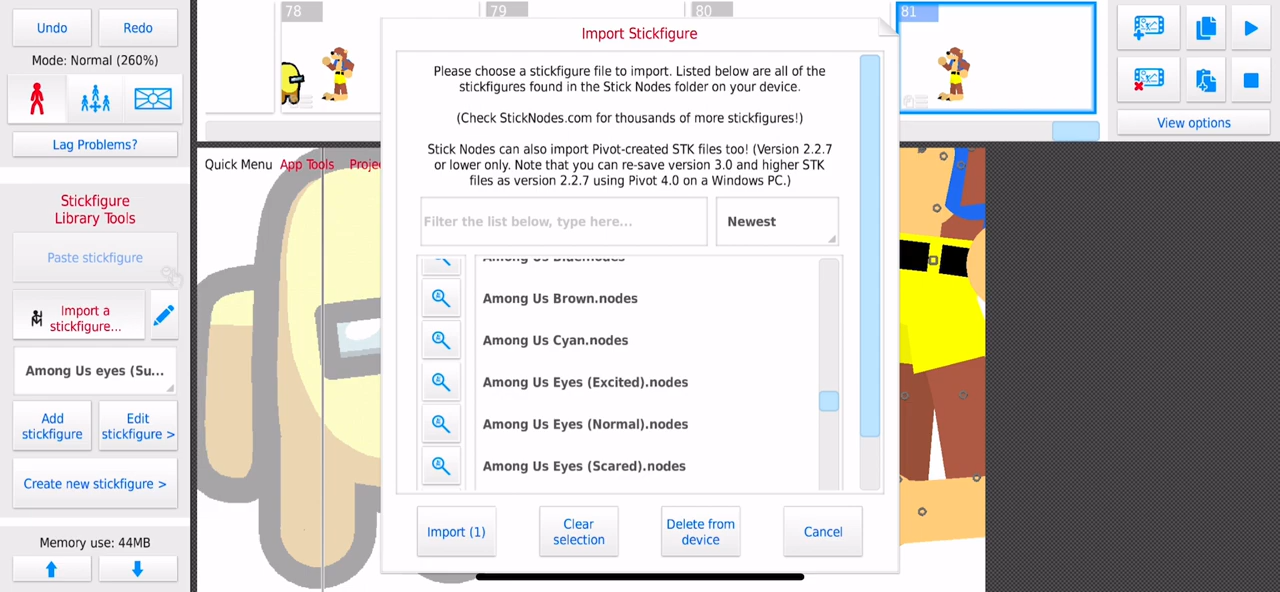 Undo
Redo
Mode: Normal (260%)
Lag Problems?
Stickfigure
Library Tools
Paste stickfigure
Import a
stickfigure...
Among Us eyes (Su...
Add
stickfigure
Edit
stickfigure >
Create new stickfigure >
Memory use: 44MB
78
79
80
81
Quick Menu
App Tools
Projec
Import Stickfigure
Please choose a stickfigure file to import. Listed below are all of the
stickfigures found in the Stick Nodes folder on your device.
(Check StickNodes.com for thousands of more stickfigures!)
Stick Nodes can also import Pivot-created STK files too! (Version 2.2.7
or lower only. Note that you can re-save version 3.0 and higher STK
files as version 2.2.7 using Pivot 4.0 on a Windows PC.)
Filter the list below, type here...
Newest
Among Us Blue.nodes
Among Us Brown.nodes
Among Us Cyan.nodes
Among Us Eyes (Excited).nodes
Among Us Eyes (Normal).nodes
Among Us Eyes (Scared).nodes
Import (1)
Clear
selection
Delete from
device
Cancel
View options